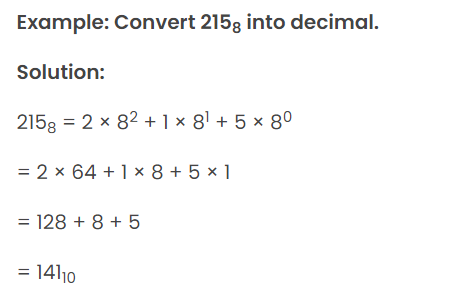 Example: Convert 215₈ into decimal.
Solution:
215₈ = 2 × 8² + 1 × 8¹ + 5 × 8⁰
= 2 × 64 + 1 × 8 + 5 × 1
= 128 + 8 + 5
= 141₁₀